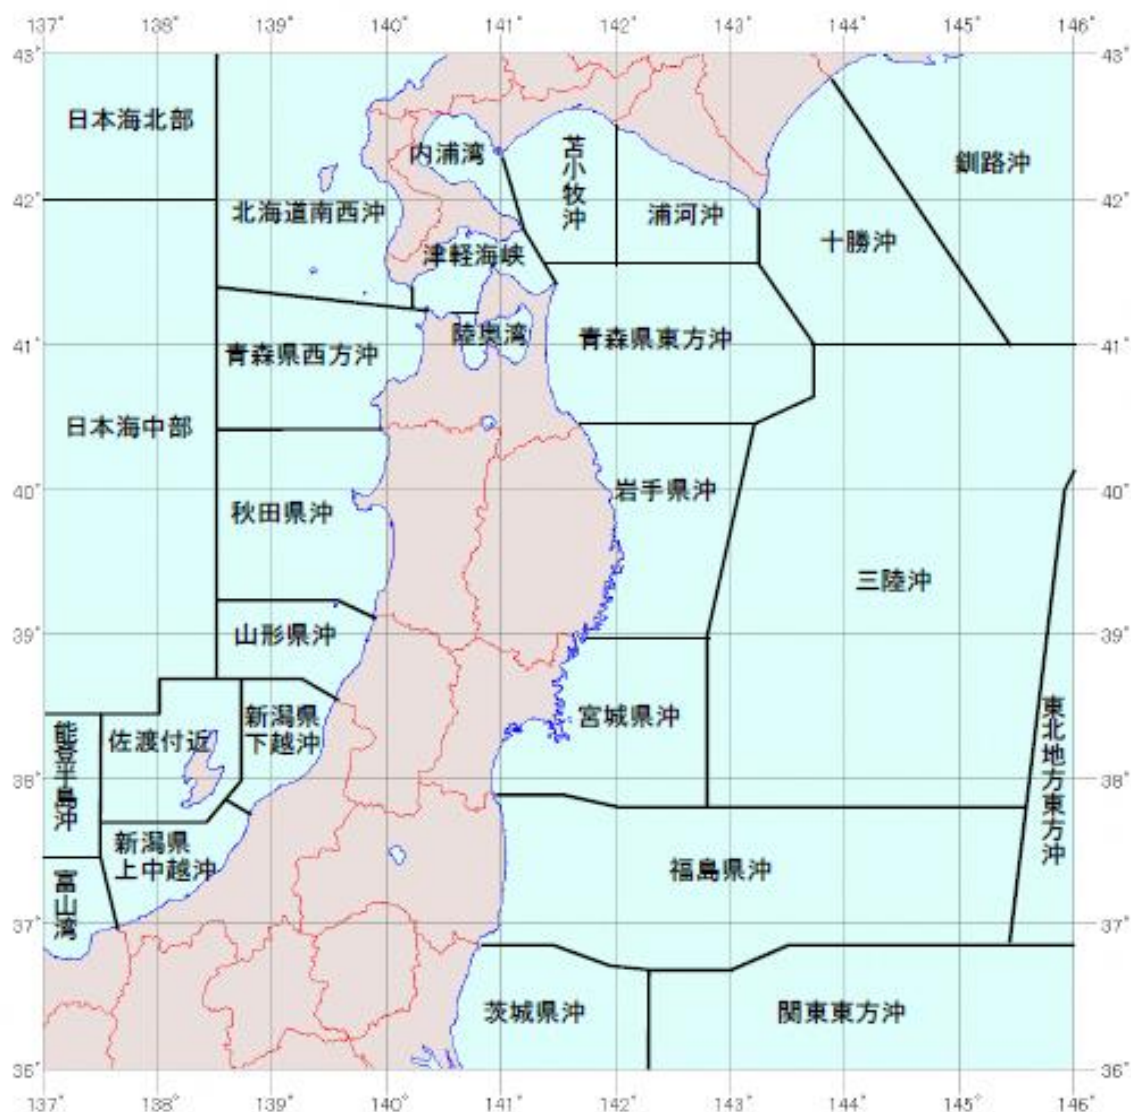 137° 138° 139° 140° 141° 142° 143° 144° 145° 146°
43° 43°
日本海北部
内浦湾
苫小牧沖
釧路沖
42° 42°
北海道南西沖
浦河沖
十勝沖
津軽海峡
陸奥湾
青森県東方沖
41° 41°
青森県西方沖
日本海中部
40° 40°
岩手県沖
秋田県沖
三陸沖
39° 39°
山形県沖
新潟県
下越沖
宮城県沖
佐渡付近
能登半島沖
東北地方東方沖
38° 38°
新潟県
上中越沖
福島県沖
富山湾
37° 37°
茨城県沖
関東東方沖
36° 36°
137° 138° 139° 140° 141° 142° 143° 144° 145° 146°